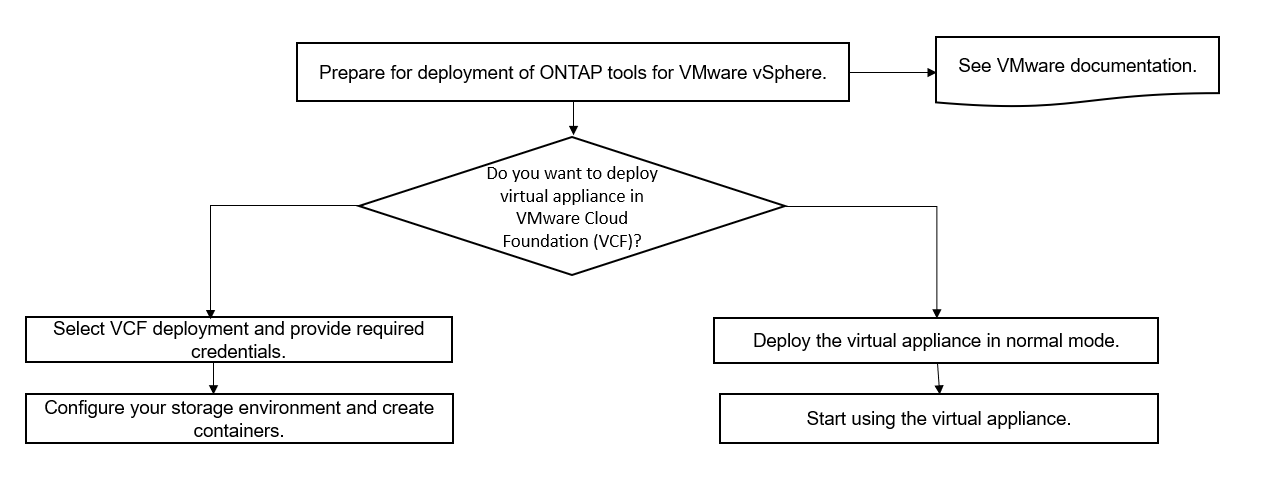 Prepare for deployment of ONTAP tools for VMware vSphere.
See VMware documentation.
Do you want to deploy
virtual appliance in
VMware Cloud
Foundation (VCF)?
Select VCF deployment and provide required
credentials.
Deploy the virtual appliance in normal mode.
Configure your storage environment and create
containers.
Start using the virtual appliance.